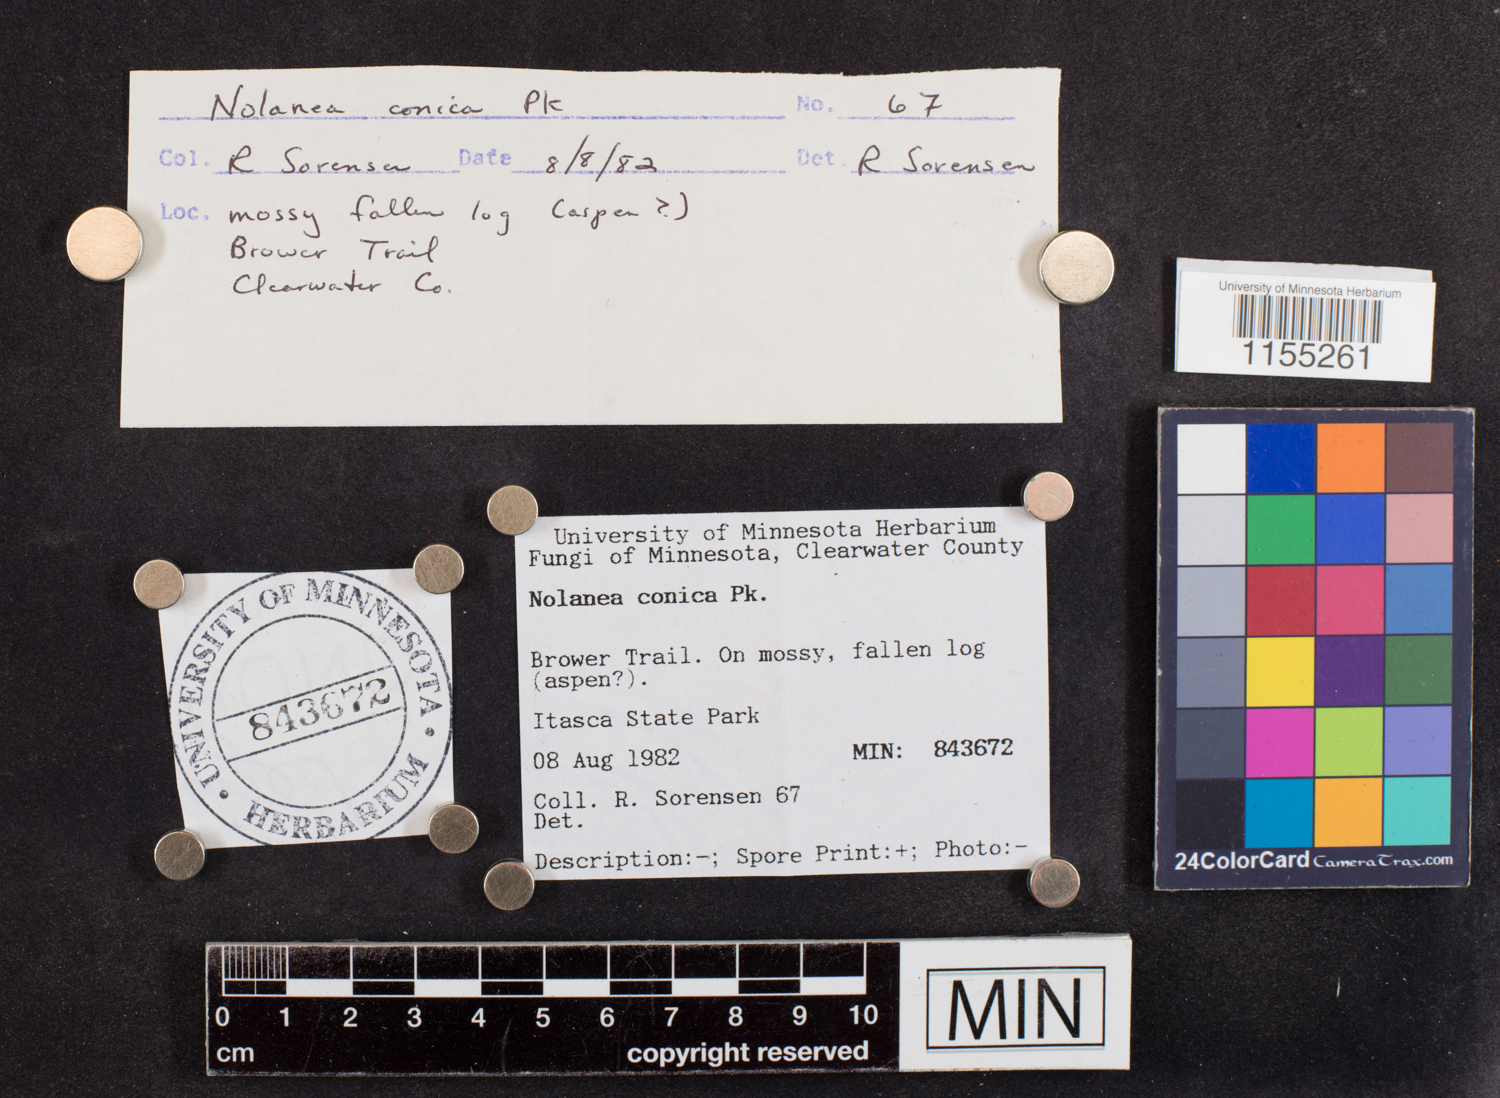 Nolanea conica Pk No. 67
Col. R Sorensen Date 8/8/82 Det. R Sorensen
Loc. mossy fallen log (aspen?)
Brower Trail
Clearwater Co.
University of Minnesota Herbarium
1155261
University of Minnesota Herbarium
Fungi of Minnesota, Clearwater County
Nolanea conica Pk.
Brower Trail. On mossy, fallen log
(aspen?).
Itasca State Park
08 Aug 1982 MIN: 843672
Coll. R. Sorensen 67
Det.
Description:-; Spore Print:+; Photo:-
UNIVERSITY OF MINNESOTA
843672
HERBARIUM
24ColorCard CameraTrax.com
0 1 2 3 4 5 6 7 8 9 10
cm copyright reserved
MIN